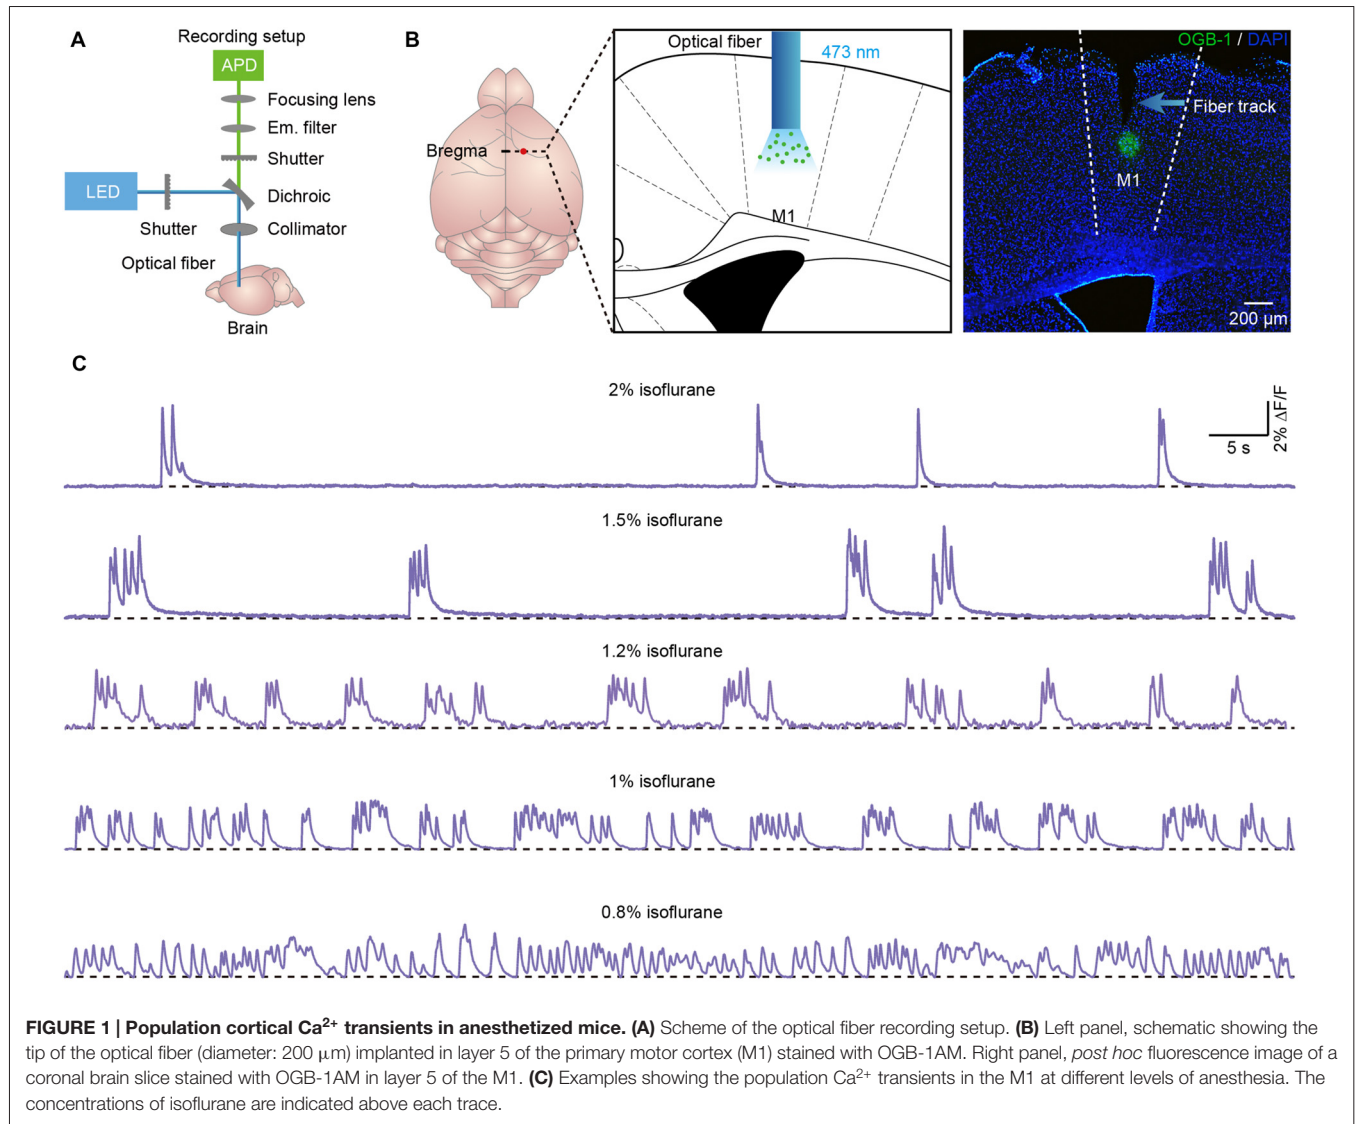 A
Recording setup
APD
Focusing lens
Em. filter
Shutter
LED
Dichroic
Shutter
Collimator
Optical fiber
Brain
B
Bregma
Optical fiber
473 nm
M1
OGB-1 / DAPI
Fiber track
M1
200 μm
C
2% isoflurane
5 s
2% ΔF/F
1.5% isoflurane
1.2% isoflurane
1% isoflurane
0.8% isoflurane
FIGURE 1 | Population cortical Ca²⁺ transients in anesthetized mice. (A) Scheme of the optical fiber recording setup. (B) Left panel, schematic showing the
tip of the optical fiber (diameter: 200 μm) implanted in layer 5 of the primary motor cortex (M1) stained with OGB-1AM. Right panel, post hoc fluorescence image of a
coronal brain slice stained with OGB-1AM in layer 5 of the M1. (C) Examples showing the population Ca²⁺ transients in the M1 at different levels of anesthesia. The
concentrations of isoflurane are indicated above each trace.